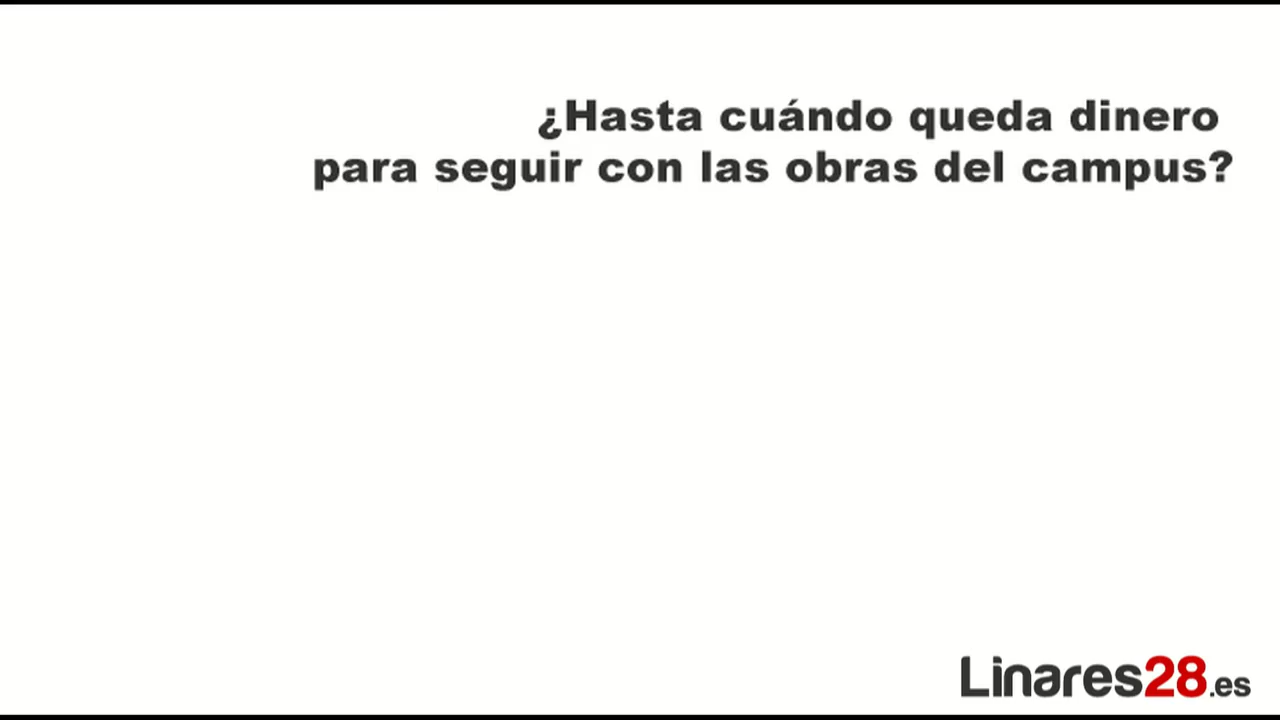 ¿Hasta cuándo queda dinero
para seguir con las obras del campus?
Linares28.es